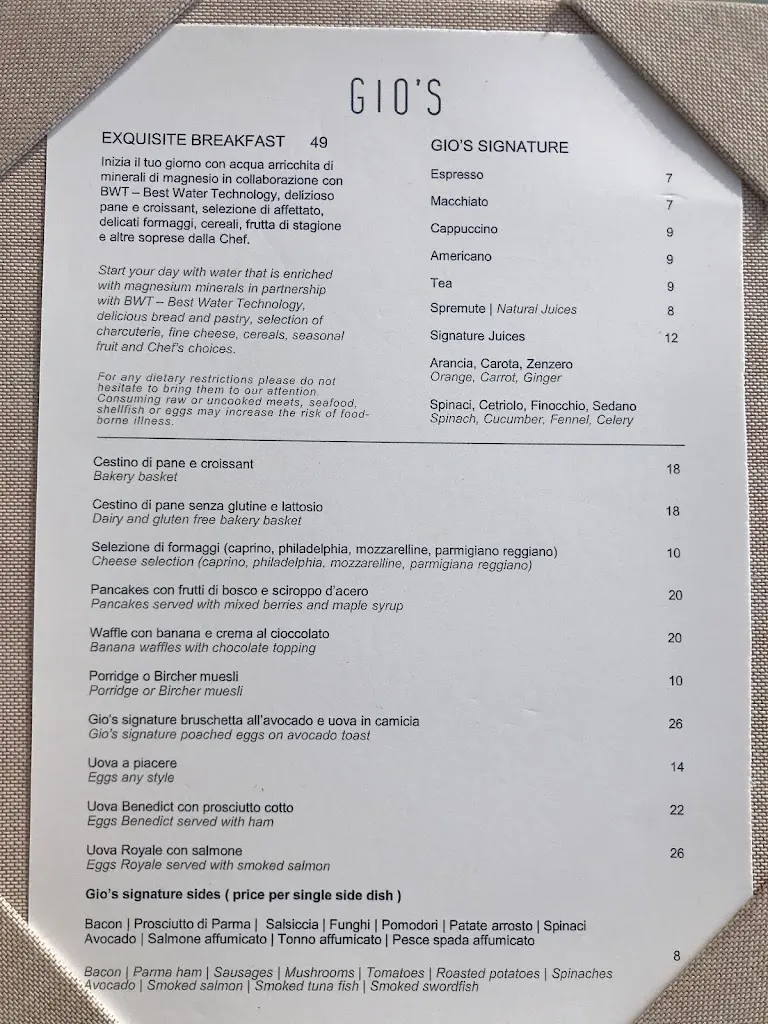 GIO'S
EXQUISITE BREAKFAST 49
Inizia il tuo giorno con acqua arricchita di
minerali di magnesio in collaborazione con
BWT – Best Water Technology, delizioso
pane e croissant, selezione di affettato,
delicati formaggi, cereali, frutta di stagione
e altre soprese dalla Chef.
Start your day with water that is enriched
with magnesium minerals in partnership
with BWT – Best Water Technology,
delicious bread and pastry, selection of
charcuterie, fine cheese, cereals, seasonal
fruit and Chef's choices.
For any dietary restrictions please do not
hesitate to bring them to our attention.
Consuming raw or uncooked meats, seafood,
shellfish or eggs may increase the risk of food-
borne illness.
GIO'S SIGNATURE
Espresso 7
Macchiato 7
Cappuccino 9
Americano 9
Tea 9
Spremute | Natural Juices 8
Signature Juices 12
Arancia, Carota, Zenzero
Orange, Carrot, Ginger
Spinaci, Cetriolo, Finocchio, Sedano
Spinach, Cucumber, Fennel, Celery
Cestino di pane e croissant 18
Bakery basket
Cestino di pane senza glutine e lattosio 18
Dairy and gluten free bakery basket
Selezione di formaggi (caprino, philadelphia, mozzarelline, parmigiano reggiano) 10
Cheese selection (caprino, philadelphia, mozzarelline, parmigiana reggiano)
Pancakes con frutti di bosco e sciroppo d'acero 20
Pancakes served with mixed berries and maple syrup
Waffle con banana e crema al cioccolato 20
Banana waffles with chocolate topping
Porridge o Bircher muesli 10
Porridge or Bircher muesli
Gio's signature bruschetta all'avocado e uova in camicia 26
Gio's signature poached eggs on avocado toast
Uova a piacere 14
Eggs any style
Uova Benedict con prosciutto cotto 22
Eggs Benedict served with ham
Uova Royale con salmone 26
Eggs Royale served with smoked salmon
Gio's signature sides ( price per single side dish )
Bacon | Prosciutto di Parma | Salsiccia | Funghi | Pomodori | Patate arrosto | Spinaci
Avocado | Salmone affumicato | Tonno affumicato | Pesce spada affumicato
8
Bacon | Parma ham | Sausages | Mushrooms | Tomatoes | Roasted potatoes | Spinaches
Avocado | Smoked salmon | Smoked tuna fish | Smoked swordfish